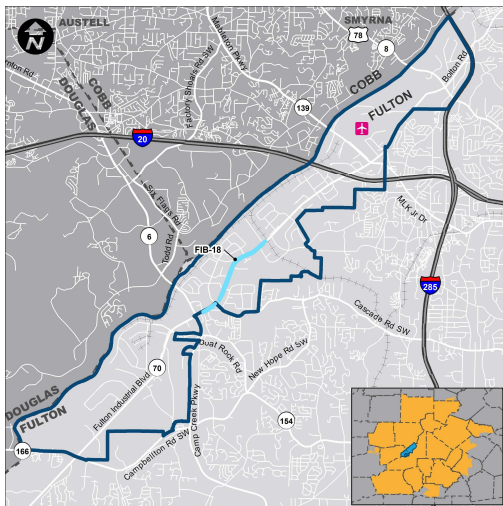 AUSTELL
SMYRNA
78
8
N
Mableton Pkwy
Factory Shoals Rd SW
COBB
Bolton Rd
COBB
DOUGLAS
139
FULTON
20
Six Flags Rd
MLK Jr Dr
6
Todd Rd
FIB-18
285
Cascade Rd SW
70
Boat Rock Rd
New Hope Rd SW
Fulton Industrial Blvd
DOUGLAS
FULTON
Camp Creek Pkwy
154
166
Campbellton Rd SW